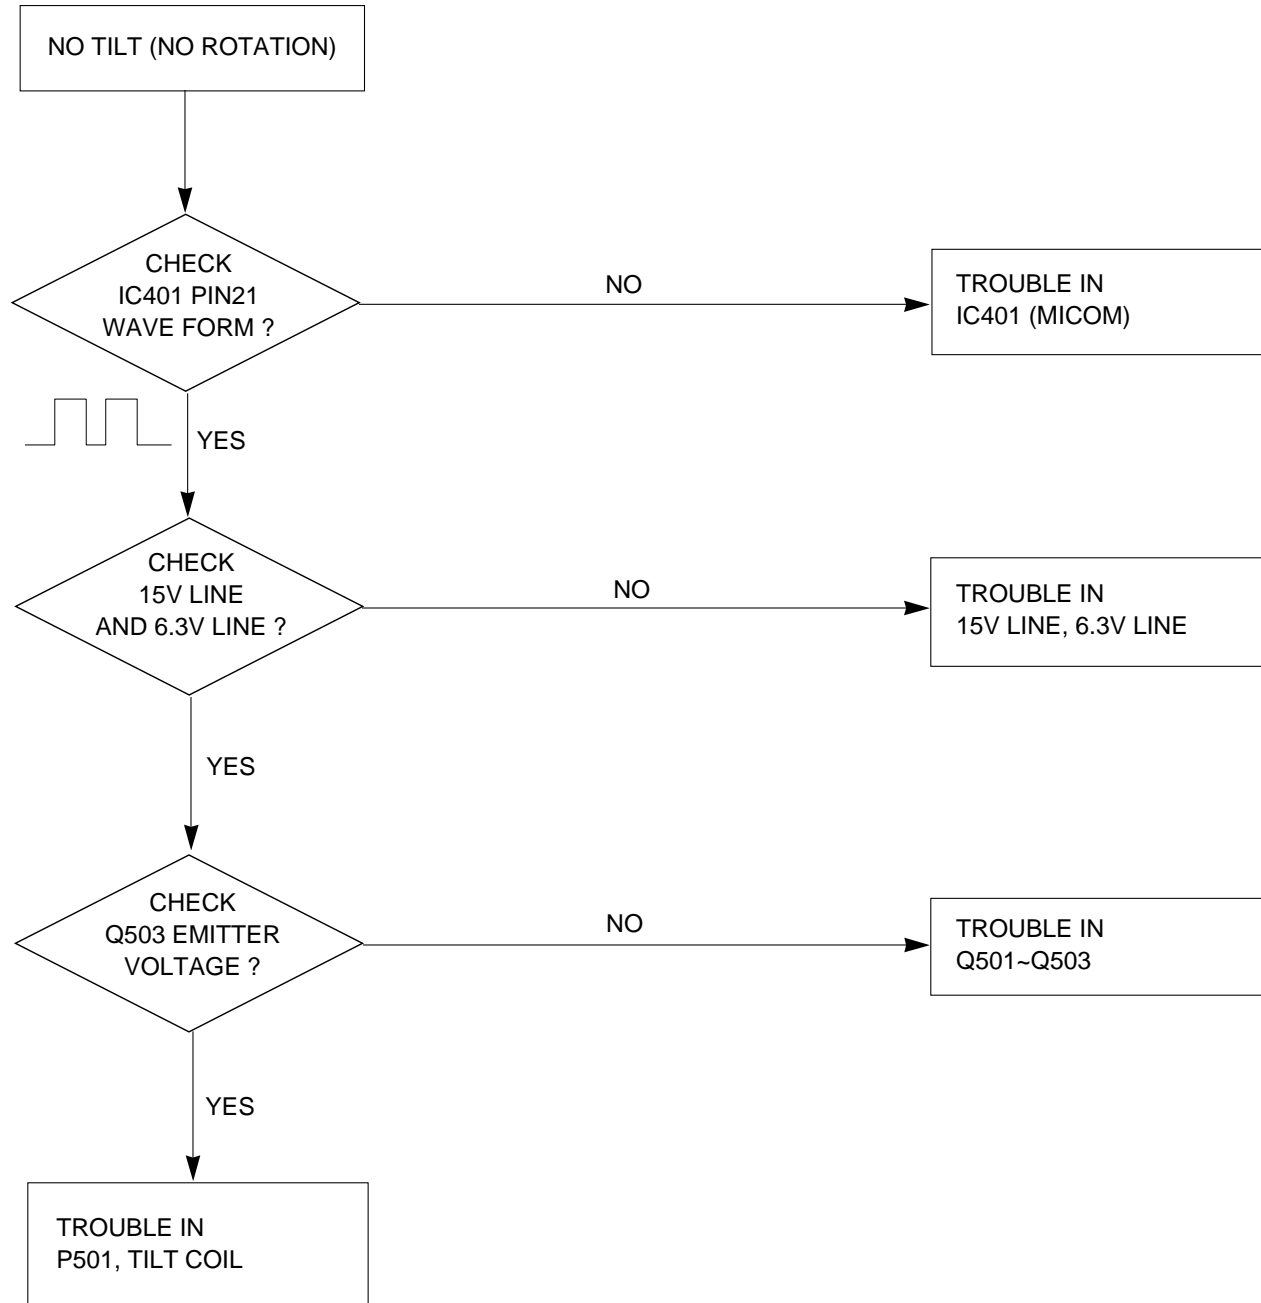 NO TILT (NO ROTATION)
CHECK
IC401 PIN21
WAVE FORM ?
NO
TROUBLE IN
IC401 (MICOM)
YES
CHECK
15V LINE
AND 6.3V LINE ?
NO
TROUBLE IN
15V LINE, 6.3V LINE
YES
CHECK
Q503 EMITTER
VOLTAGE ?
NO
TROUBLE IN
Q501~Q503
YES
TROUBLE IN
P501, TILT COIL